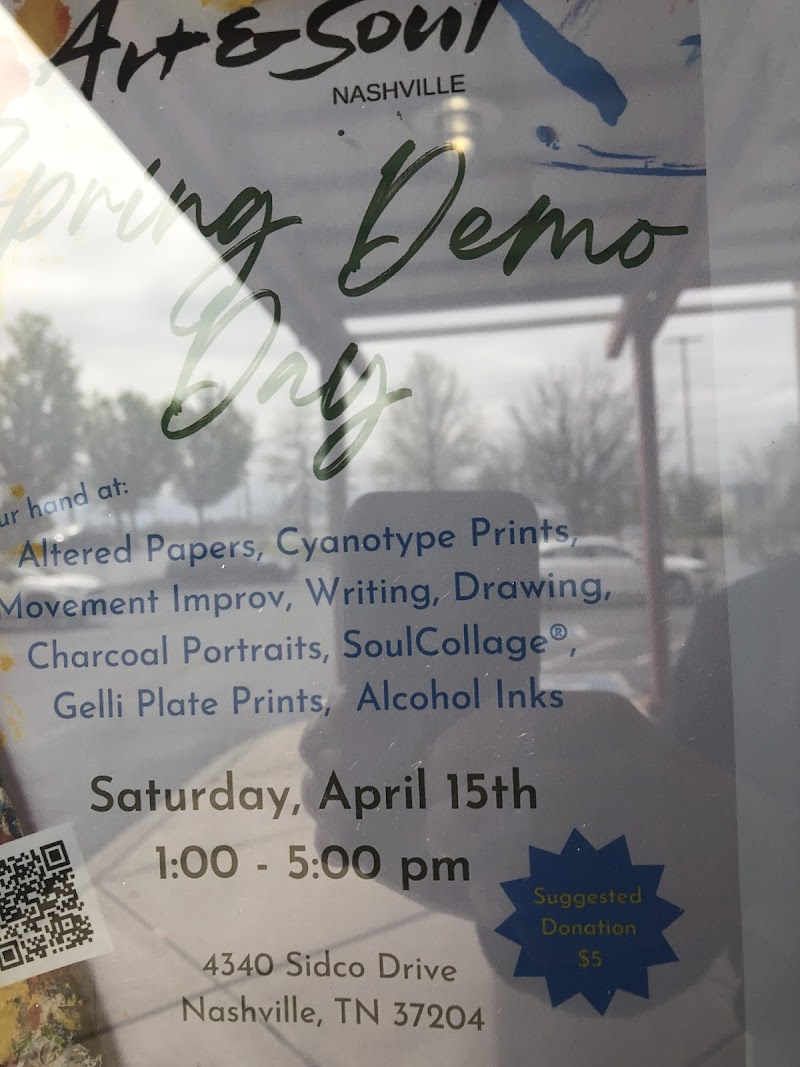 Art & Soul
NASHVILLE
Spring Demo
Day
ur hand at:
Altered Papers, Cyanotype Prints,
Movement Improv, Writing, Drawing,
Charcoal Portraits, SoulCollage®,
Gelli Plate Prints, Alcohol Inks
Saturday, April 15th
1:00 - 5:00 pm
Suggested
Donation
$5
4340 Sidco Drive
Nashville, TN 37204